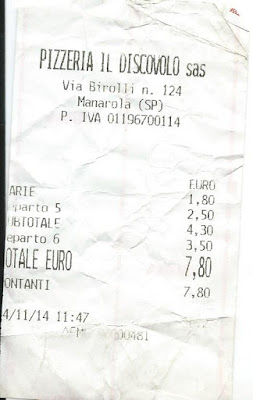 PIZZERIA IL DISCOVOLO sas
Via Birolli n. 124
Manarola (SP)
P. IVA 01196700114
EURO
ARIE 1,80
eparto 5 2,50
UBTOTALE 4,30
eparto 6 3,50
OTALE EURO 7,80
ONTANTI 7,80
4/11/14 11:47